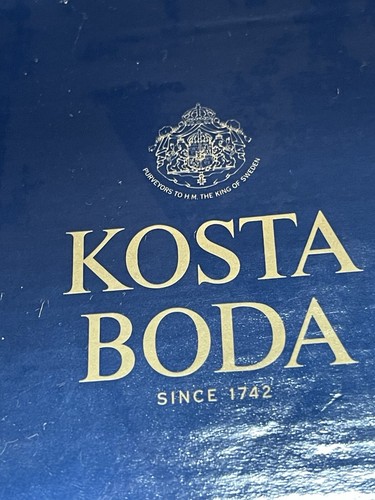 PURVEYORS TO H.M. THE KING OF SWEDEN
KOSTA
BODA
SINCE 1742